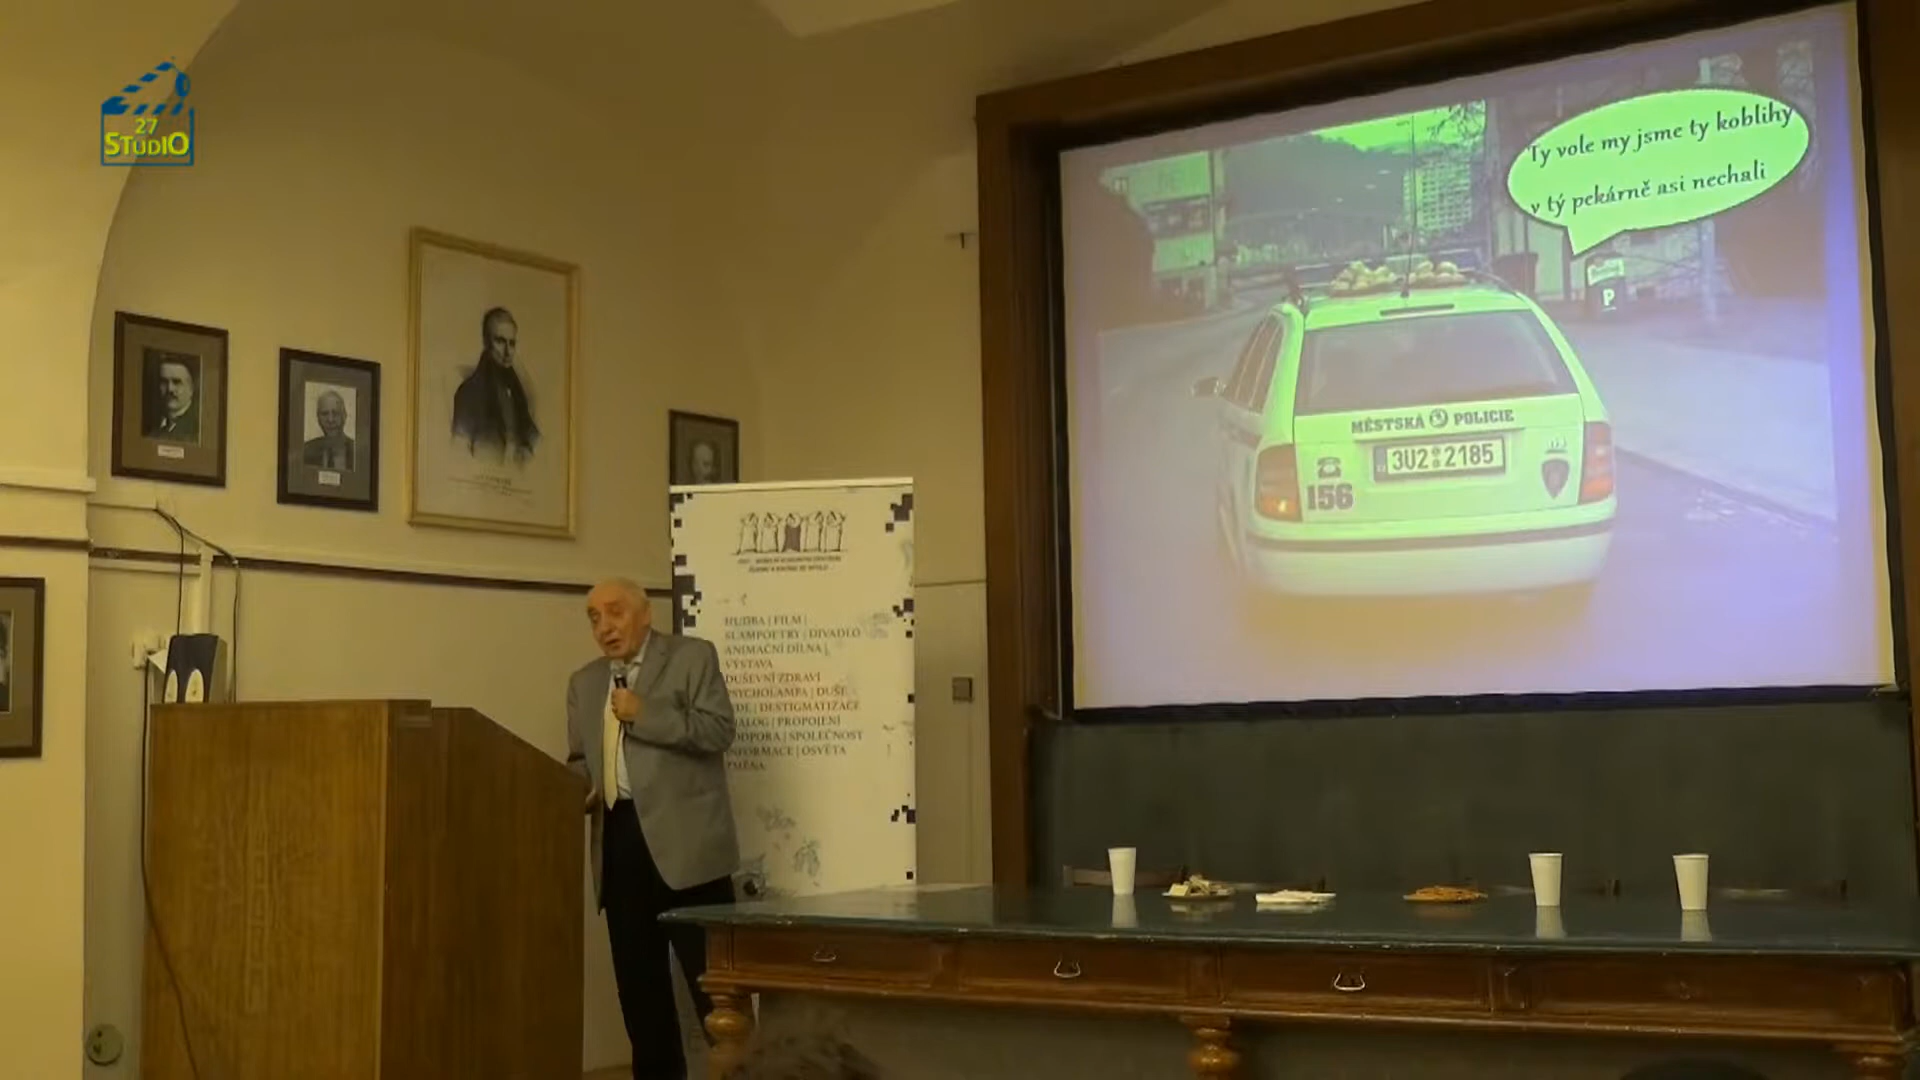 27
STUDIO
Ty vole my jsme ty koblihy
v tý pekárně asi nechali
P
MĚSTSKÁ POLICIE
3U2 2185
156
HUDBA | FILM |
SLAMPOETRY | DIVADLO
ANIMAČNÍ DÍLNA |
VÝSTAVA
DUŠEVNÍ ZDRAVÍ
PSYCHOLAMPA | DUŠE
| DESTIGMATIZACE
DIALOG | PROPOJENÍ
PODPORA | SPOLEČNOST
INFORMACE | OSVĚTA
ZMĚNA